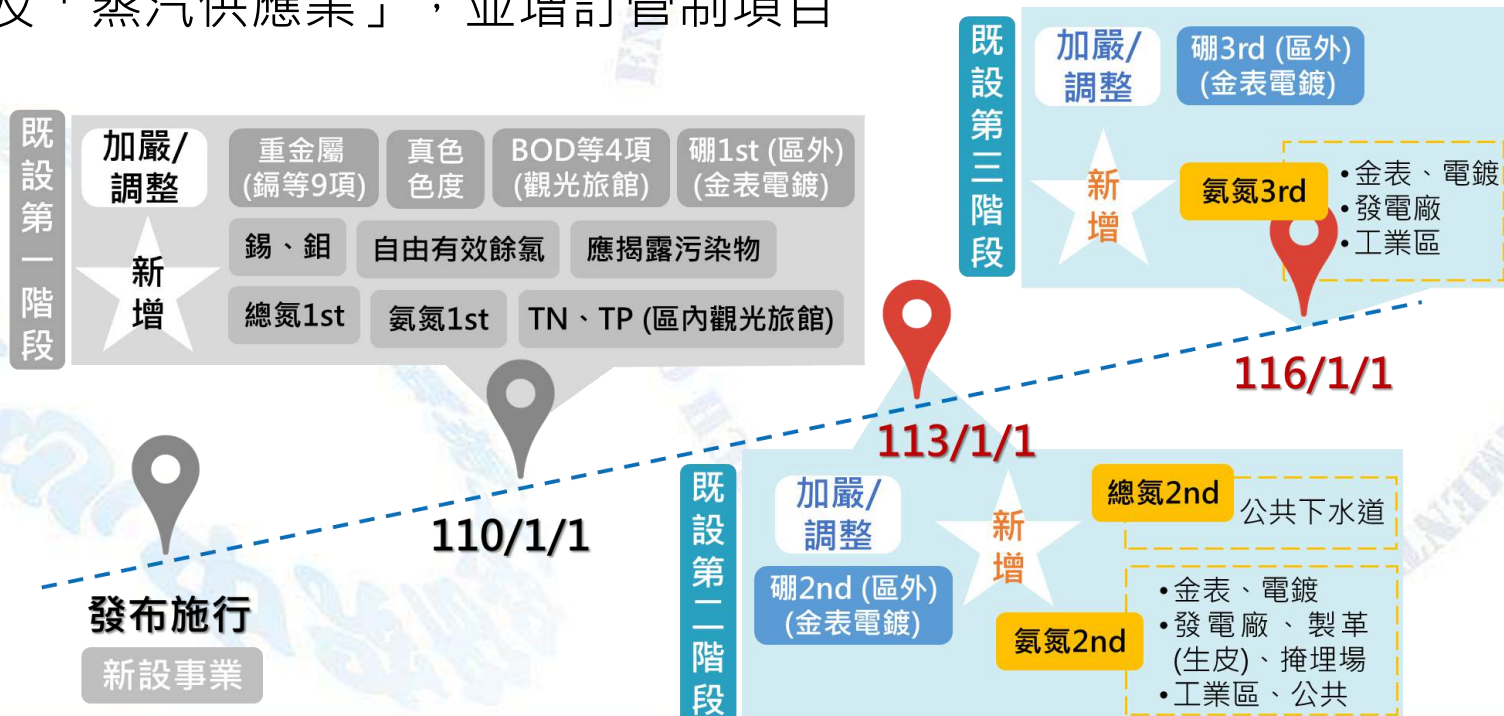 及「蒸汽供應業」，並增訂管制項目
既設第一階段
加嚴/
調整
重金屬
(鎘等9項)
真色
色度
BOD等4項
(觀光旅館)
硼1st (區外)
(金表電鍍)
新
增
錫、鉬
自由有效餘氯
應揭露污染物
總氮1st
氨氮1st
TN、TP (區內觀光旅館)
既設第三階段
加嚴/
調整
硼3rd (區外)
(金表電鍍)
新
增
氨氮3rd
•金表、電鍍
•發電廠
•工業區
116/1/1
113/1/1
110/1/1
發布施行
新設事業
既設第二階段
加嚴/
調整
硼2nd (區外)
(金表電鍍)
新
增
總氮2nd
公共下水道
氨氮2nd
•金表、電鍍
•發電廠、製革
(生皮)、掩埋場
•工業區、公共